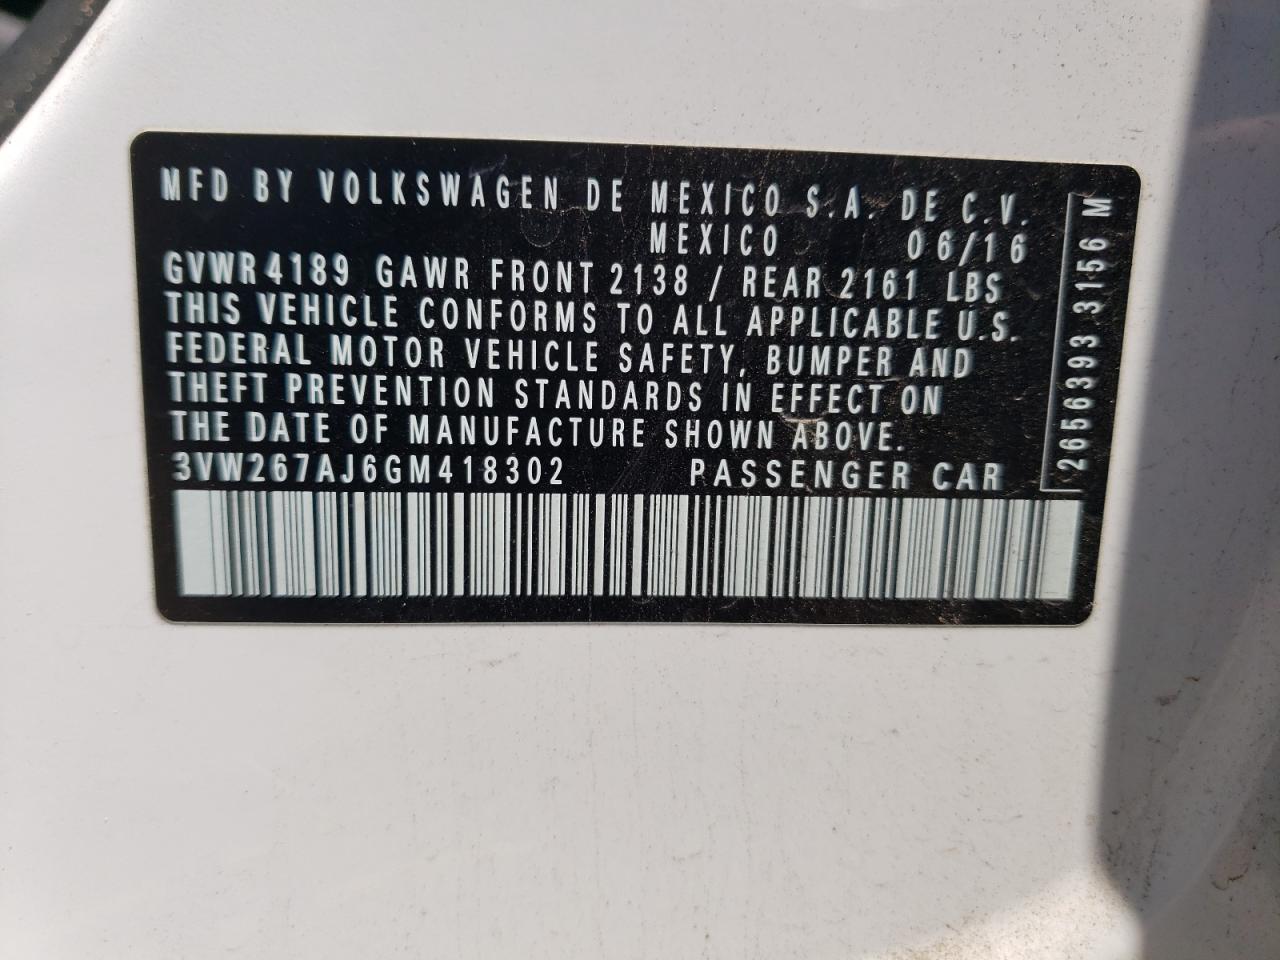 MFD BY VOLKSWAGEN DE MEXICO S.A. DE C.V.
MEXICO 06/16
GVWR 4189 GAWR FRONT 2138 / REAR 2161 LBS
THIS VEHICLE CONFORMS TO ALL APPLICABLE U.S.
FEDERAL MOTOR VEHICLE SAFETY, BUMPER AND
THEFT PREVENTION STANDARDS IN EFFECT ON
THE DATE OF MANUFACTURE SHOWN ABOVE.
3VW267AJ6GM418302 PASSENGER CAR
2656393 3156 M